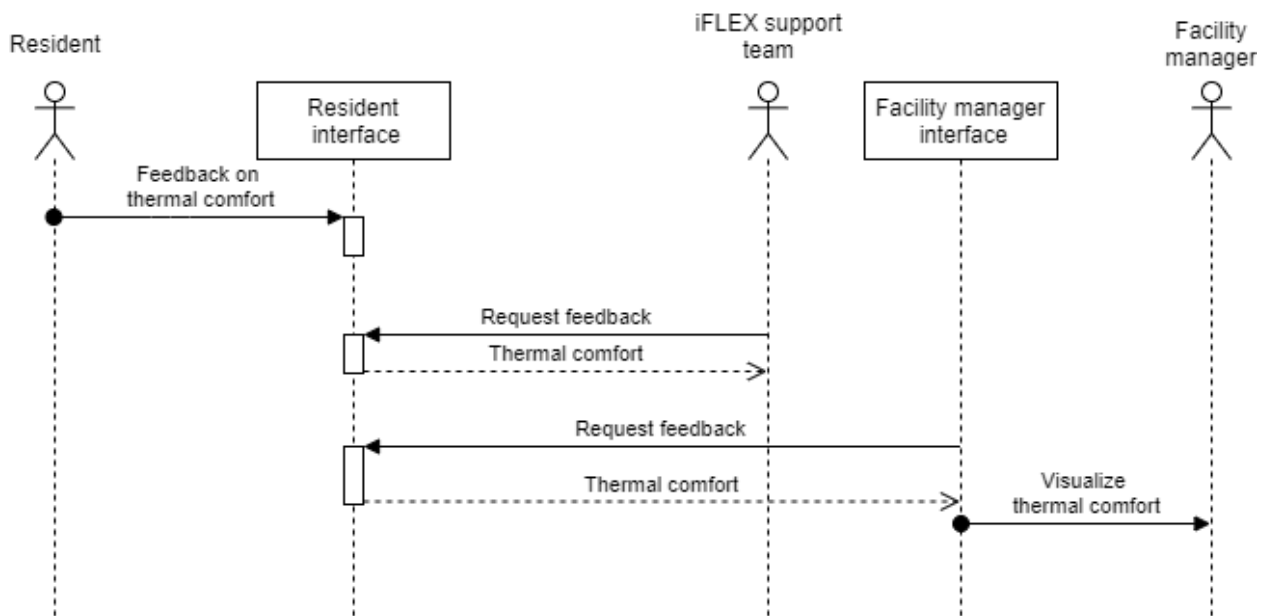 Resident
iFLEX support
team
Facility
manager
Resident
interface
Facility manager
interface
Feedback on
thermal comfort
Request feedback
Thermal comfort
Request feedback
Thermal comfort
Visualize
thermal comfort